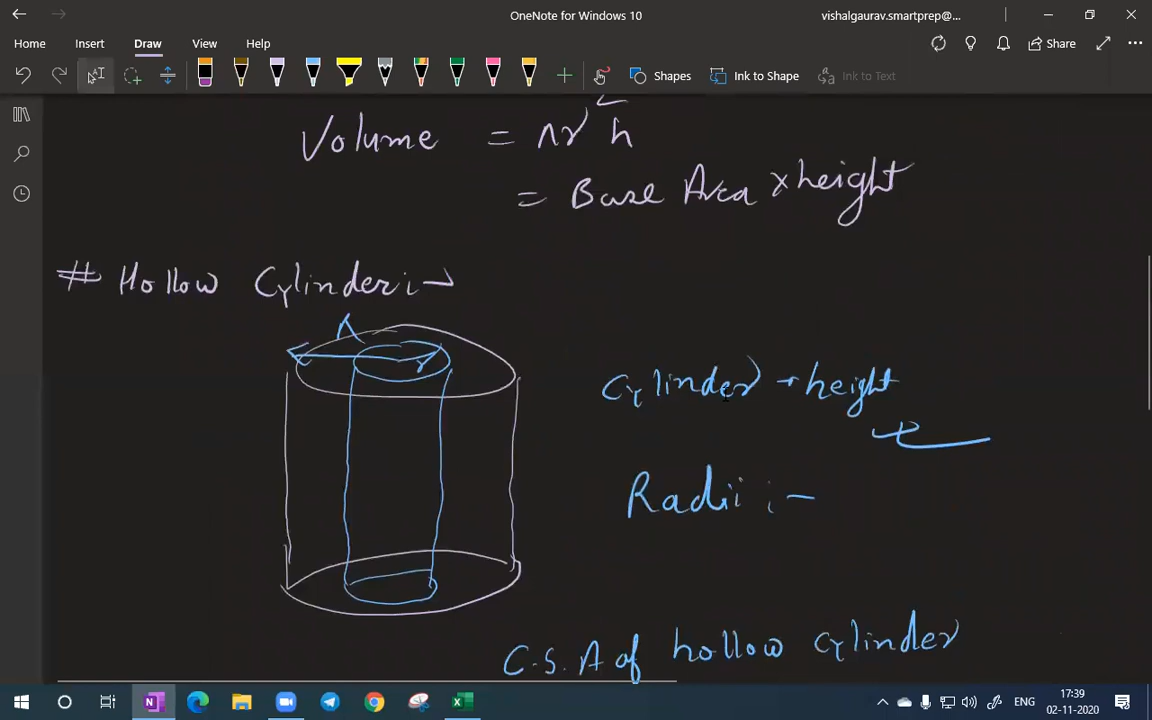 OneNote for Windows 10
vishalgaurav.smartprep@...
Home Insert Draw View Help
Share
Shapes Ink to Shape Ink to Text
Volume = πr² h
= Base Area × height
# Hollow Cylinder :→
r
Cylinder → height
Radii :-
C.S.A of hollow Cylinder
ENG
17:39
02-11-2020